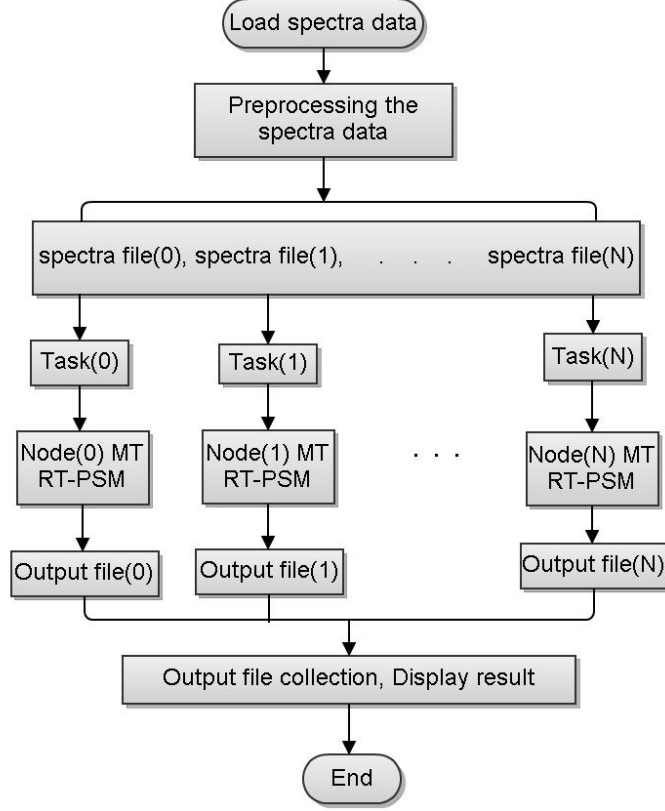 Load spectra data
Preprocessing the
spectra data
spectra file(0), spectra file(1), . . . spectra file(N)
Task(0)
Task(1)
Task(N)
Node(0) MT
RT-PSM
Node(1) MT
RT-PSM
. . .
Node(N) MT
RT-PSM
Output file(0)
Output file(1)
Output file(N)
Output file collection, Display result
End